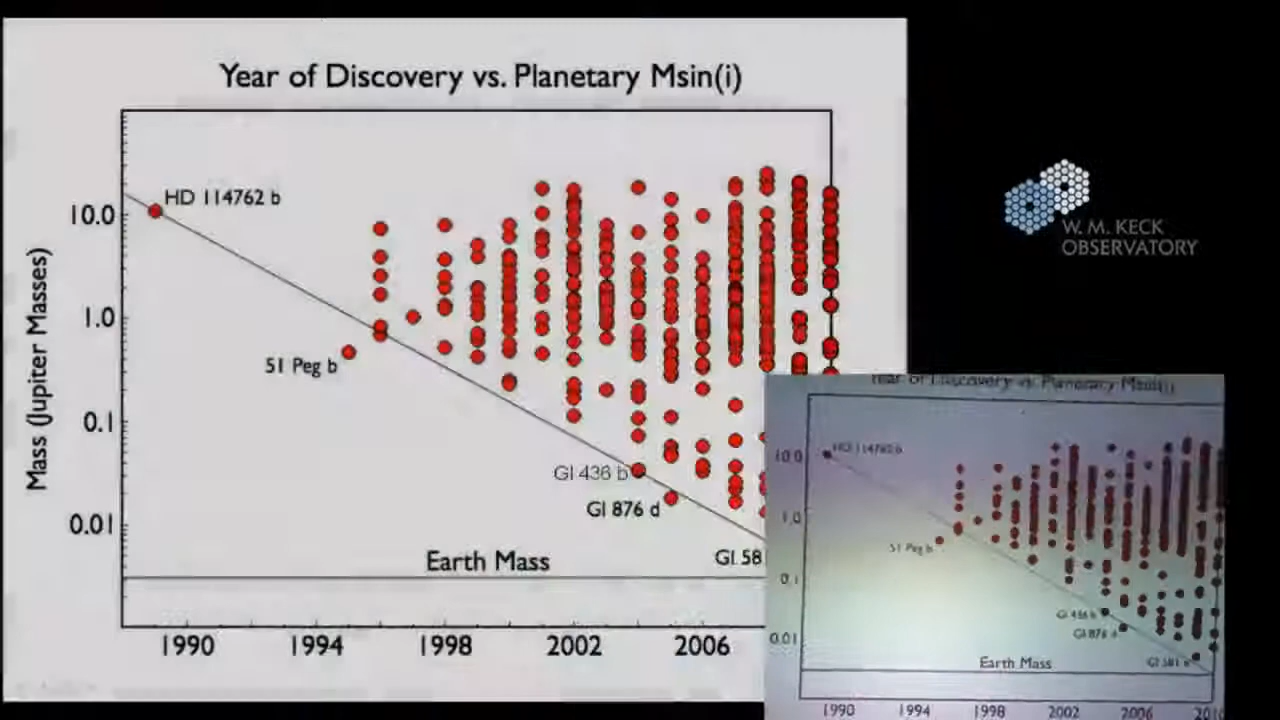 Year of Discovery vs. Planetary Msin(i)
HD 114762 b
10.0
1.0
0.1
0.01
Mass (Jupiter Masses)
51 Peg b
Gl 436 b
Gl 876 d
Gl 58
Earth Mass
1990 1994 1998 2002 2006
W. M. KECK
OBSERVATORY
Year of Discovery vs. Planetary Msin(i)
HD 114762 b
10.0
1.0
0.1
0.01
51 Peg b
Gl 436 b
Gl 876 d
Gl 581 e
Earth Mass
1990 1994 1998 2002 2006 2010